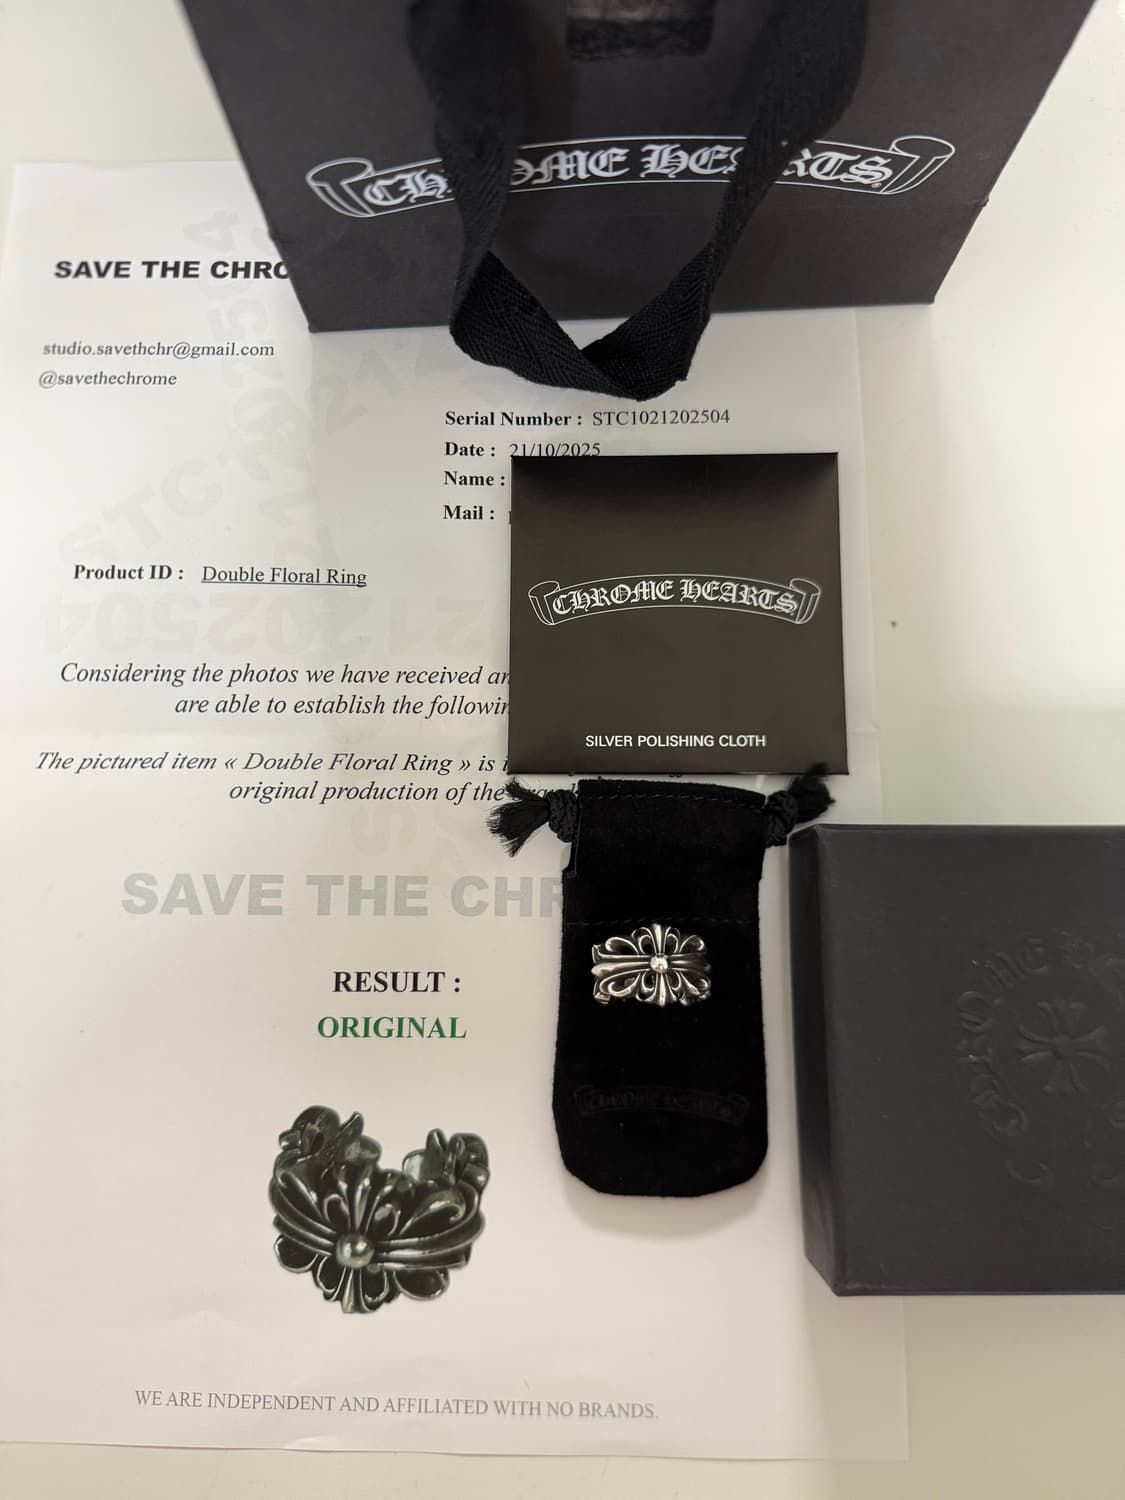 CHROME HEARTS
SAVE THE CHRO
studio.savethchr@gmail.com
@savethechrome
Serial Number : STC1021202504
Date : 21/10/2025
Name :
Mail :
Product ID : Double Floral Ring
CHROME HEARTS
SILVER POLISHING CLOTH
Considering the photos we have received
are able to establish the
The pictured item « Double Floral Ring » is
original production of the
SAVE THE CHR
RESULT :
ORIGINAL
CHROME HEARTS
CHROME
WE ARE INDEPENDENT AND AFFILIATED WITH NO BRANDS.